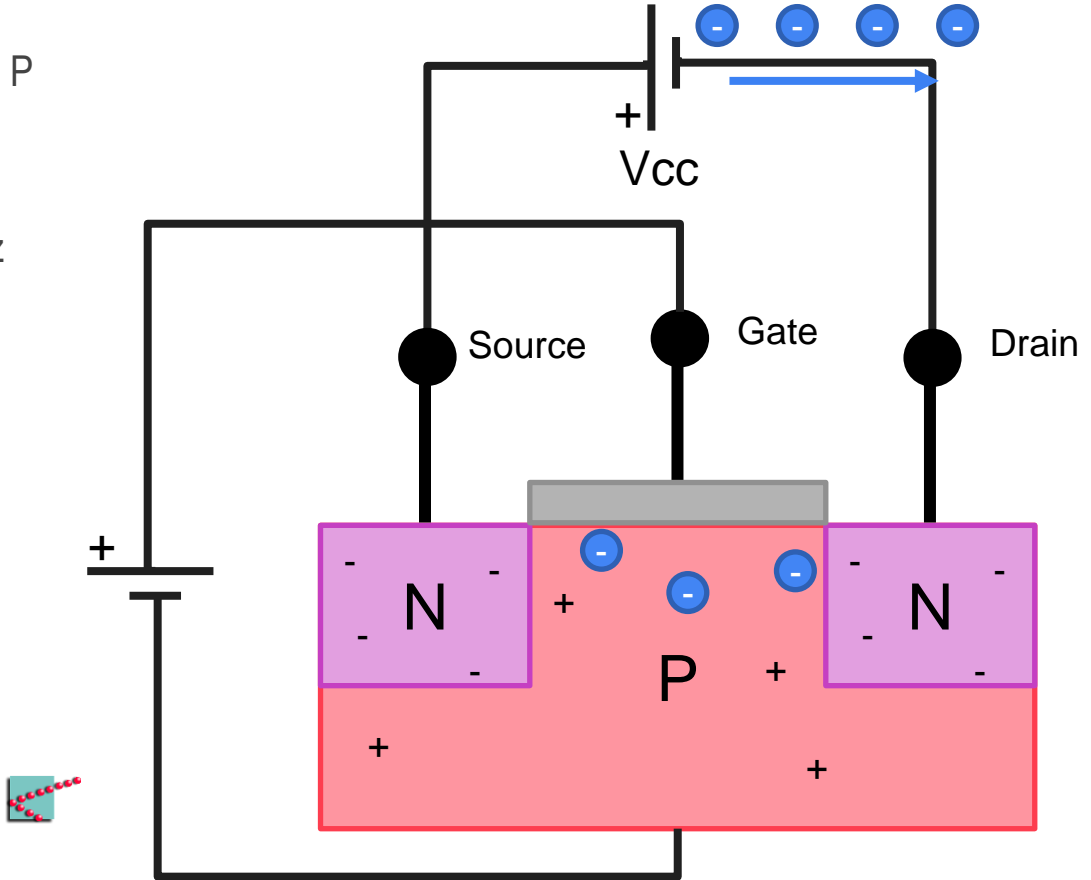 - - - -
P
+
Vcc
z
Source
Gate
Drain
+
- - - - - -
- - -
N
N
+
- -
P
+
- -
+
+